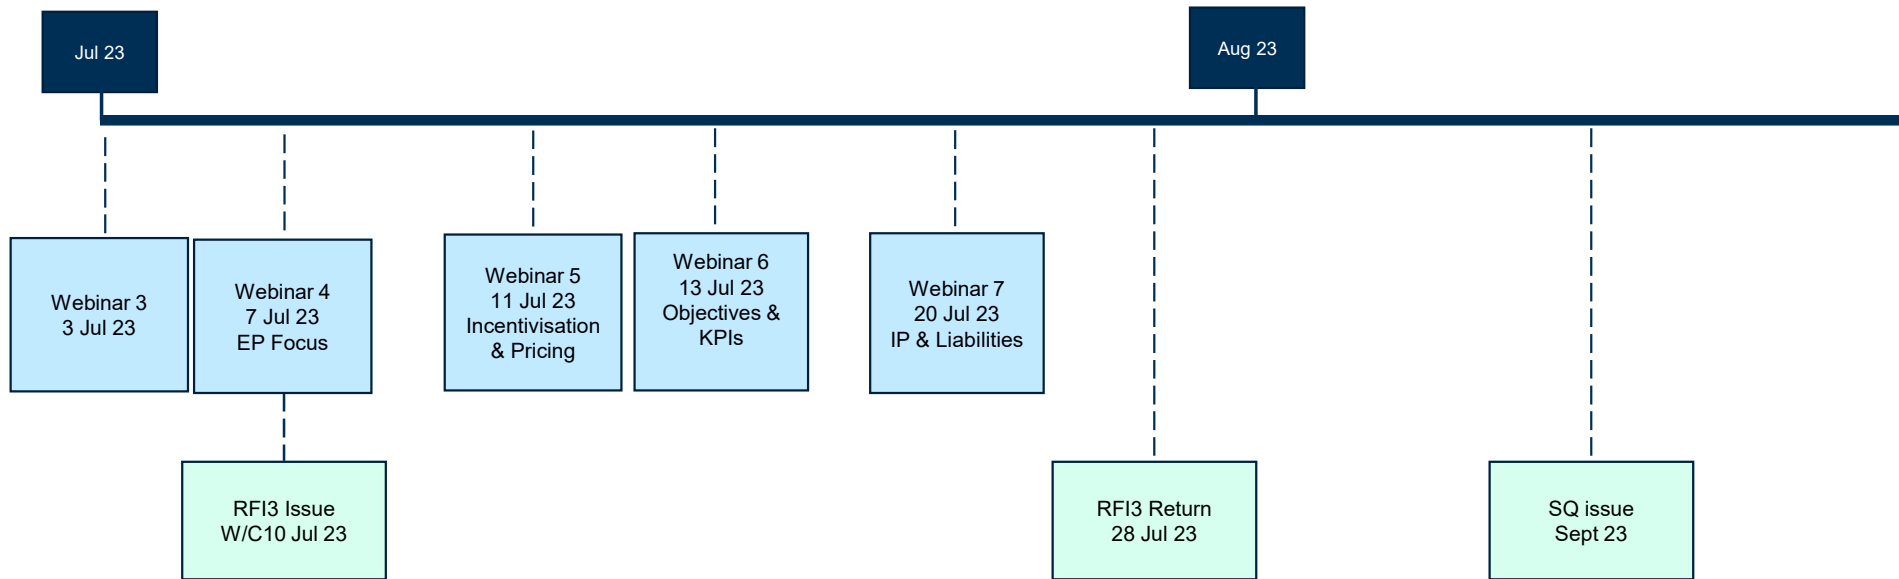 Jul 23
Aug 23
Webinar 3
3 Jul 23
Webinar 4
7 Jul 23
EP Focus
Webinar 5
11 Jul 23
Incentivisation
& Pricing
Webinar 6
13 Jul 23
Objectives &
KPIs
Webinar 7
20 Jul 23
IP & Liabilities
RFI3 Issue
W/C10 Jul 23
RFI3 Return
28 Jul 23
SQ issue
Sept 23